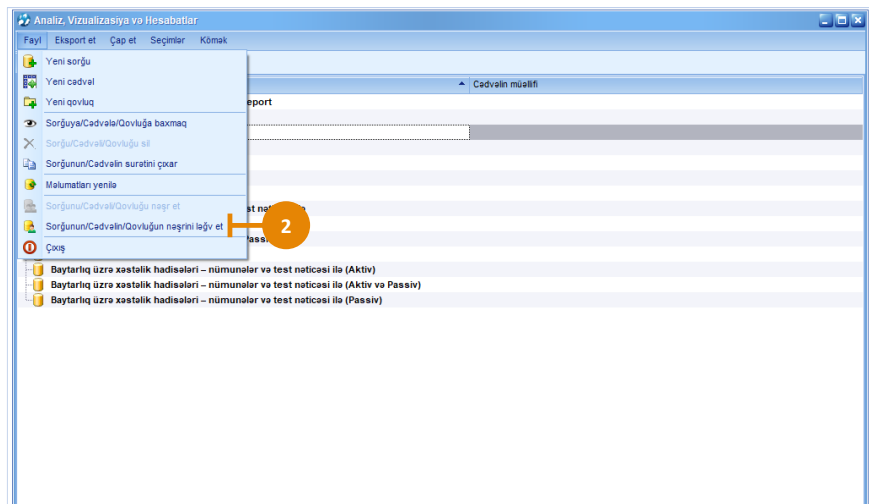 Analiz, Vizualizasiya və Hesabatlar
Fayl Eksport et Çap et Seçimlər Kömək
Yeni sorğu
Yeni cədvəl
Cədvəlin müəllifi
Yeni qovluq
eport
Sorğuya/Cədvələ/Qovluğa baxmaq
Sorğu/Cədvəli/Qovluğu sil
Sorğunun/Cədvəlin surətini çıxar
Məlumatları yenilə
Sorğunu/Cədvəli/Qovluğu nəşr et
Sorğunun/Cədvəlin/Qovluğun nəşrini ləğv et
2
Çıxış
Baytarlıq üzrə xəstəlik hadisələri – nümunələr və test nəticəsi ilə (Aktiv)
Baytarlıq üzrə xəstəlik hadisələri – nümunələr və test nəticəsi ilə (Aktiv və Passiv)
Baytarlıq üzrə xəstəlik hadisələri – nümunələr və test nəticəsi ilə (Passiv)